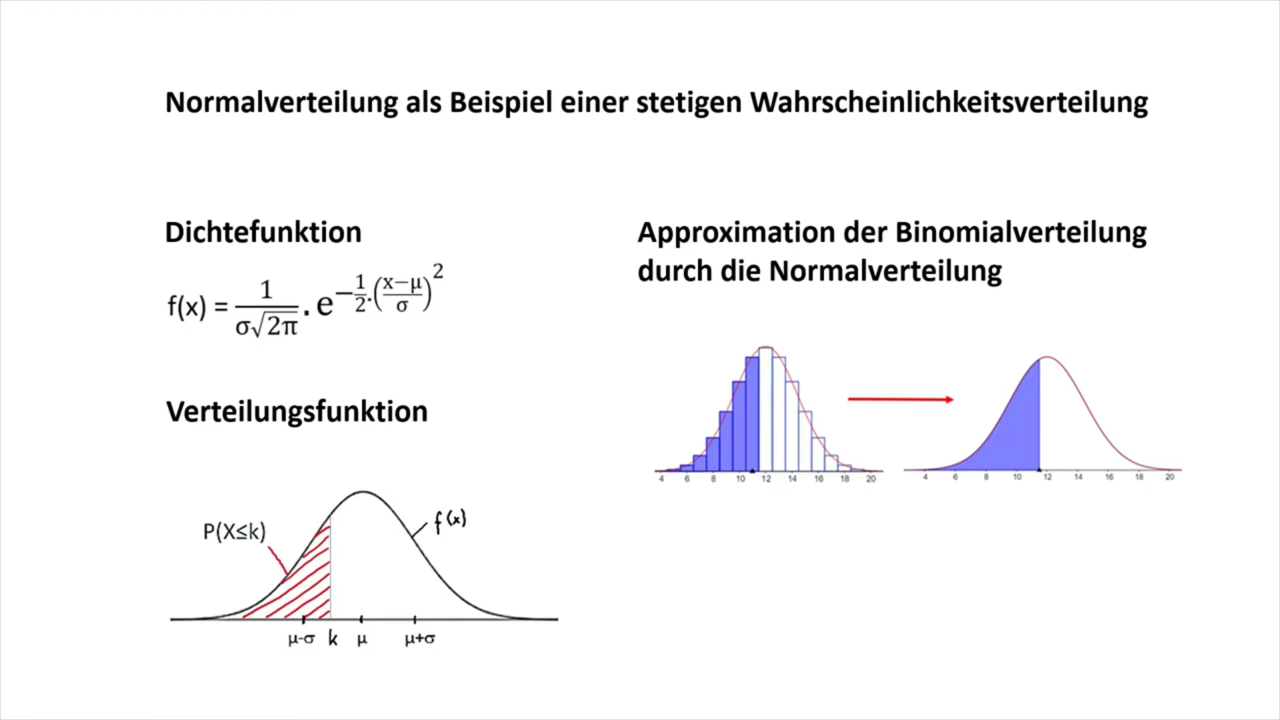 Normalverteilung als Beispiel einer stetigen Wahrscheinlichkeitsverteilung
Dichtefunktion
f(x) = 1/(σ√2π) . e^(−1/2.((x−μ)/σ)^2)
Verteilungsfunktion
P(X≤k)
f(x)
μ-σ k μ μ+σ
Approximation der Binomialverteilung
durch die Normalverteilung
4 6 8 10 12 14 16 18 20
4 6 8 10 12 14 16 18 20